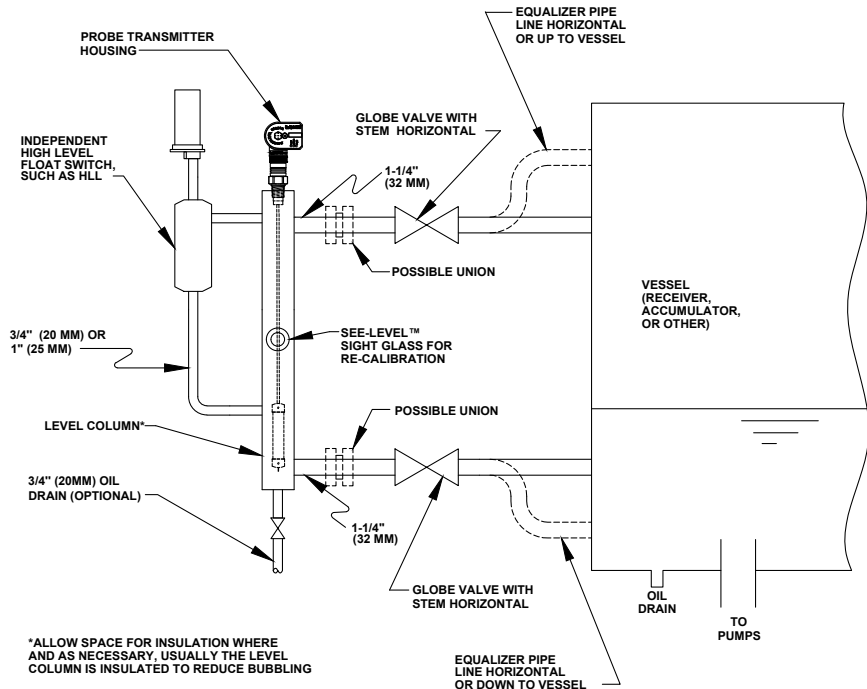 EQUALIZER PIPE
LINE HORIZONTAL
OR UP TO VESSEL
PROBE TRANSMITTER
HOUSING
GLOBE VALVE WITH
STEM HORIZONTAL
INDEPENDENT
HIGH LEVEL
FLOAT SWITCH,
SUCH AS HLL
1-1/4"
(32 MM)
POSSIBLE UNION
VESSEL
(RECEIVER,
ACCUMULATOR,
OR OTHER)
3/4" (20 MM) OR
1" (25 MM)
SEE-LEVEL™
SIGHT GLASS FOR
RE-CALIBRATION
POSSIBLE UNION
LEVEL COLUMN*
3/4" (20MM) OIL
DRAIN (OPTIONAL)
1-1/4"
(32 MM)
GLOBE VALVE WITH
STEM HORIZONTAL
OIL
DRAIN
TO
PUMPS
*ALLOW SPACE FOR INSULATION WHERE
AND AS NECESSARY, USUALLY THE LEVEL
COLUMN IS INSULATED TO REDUCE BUBBLING
EQUALIZER PIPE
LINE HORIZONTAL
OR DOWN TO VESSEL